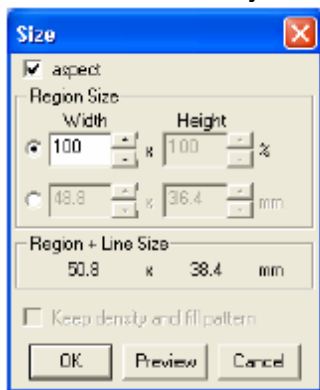 Size
aspect
Region Size
Width Height
100 x 100 %
48.8 x 36.4 mm
Region + Line Size
50.8 x 38.4 mm
Keep density and fill pattern
OK Preview Cancel